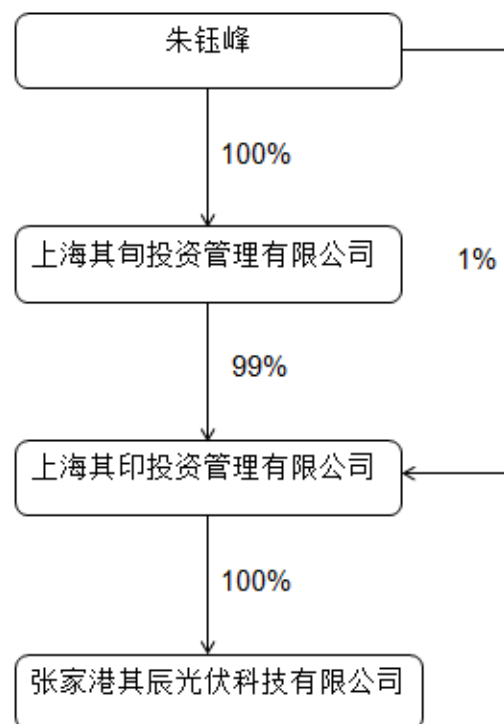 朱钰峰
100%
上海其旬投资管理有限公司
1%
99%
上海其印投资管理有限公司
100%
张家港其辰光伏科技有限公司